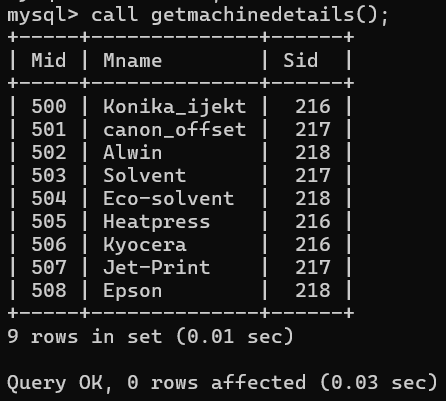 mysql> call getmachinedetails();
+-----+--------------+------+
| Mid | Mname        | Sid  |
+-----+--------------+------+
| 500 | Konika_ijekt |  216 |
| 501 | canon_offset |  217 |
| 502 | Alwin        |  218 |
| 503 | Solvent      |  217 |
| 504 | Eco-solvent  |  218 |
| 505 | Heatpress    |  216 |
| 506 | Kyocera      |  216 |
| 507 | Jet-Print    |  217 |
| 508 | Epson        |  218 |
+-----+--------------+------+
9 rows in set (0.01 sec)

Query OK, 0 rows affected (0.03 sec)